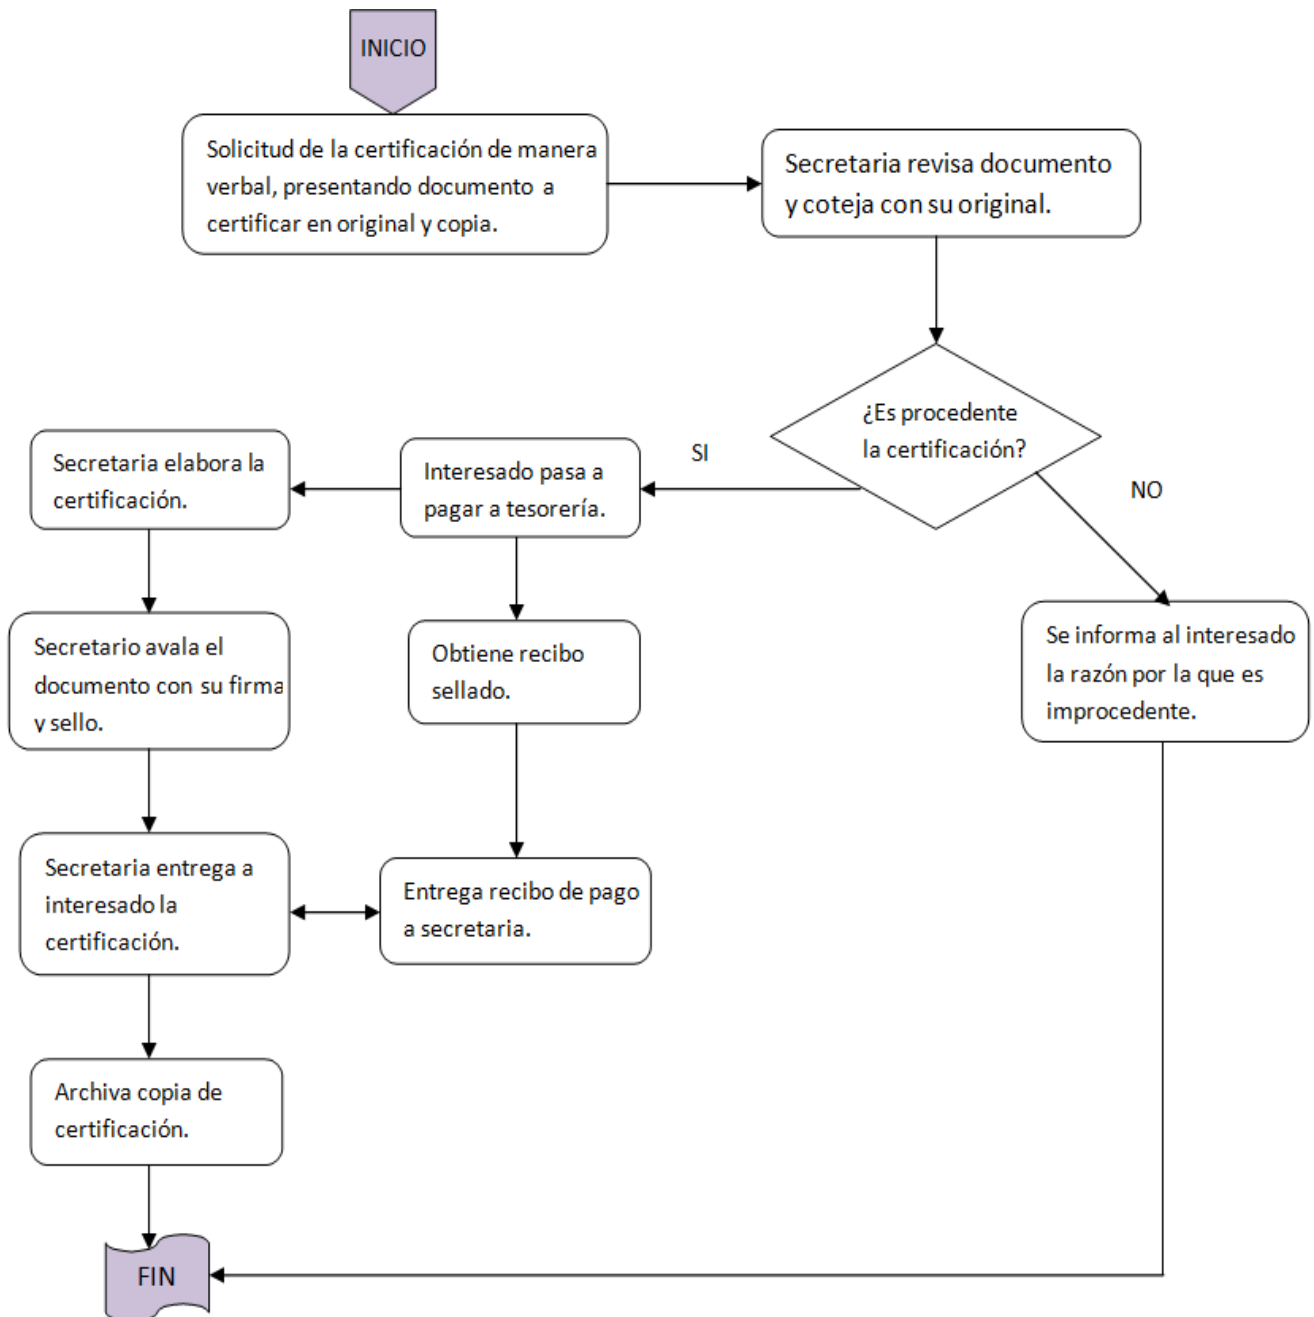 INICIO
Solicitud de la certificación de manera
verbal, presentando documento a
certificar en original y copia.
Secretaria revisa documento
y coteja con su original.
¿Es procedente
la certificación?
SI
NO
Interesado pasa a
pagar a tesorería.
Secretaria elabora la
certificación.
Secretario avala el
documento con su firma
y sello.
Obtiene recibo
sellado.
Se informa al interesado
la razón por la que es
improcedente.
Secretaria entrega a
interesado la
certificación.
Entrega recibo de pago
a secretaria.
Archiva copia de
certificación.
FIN